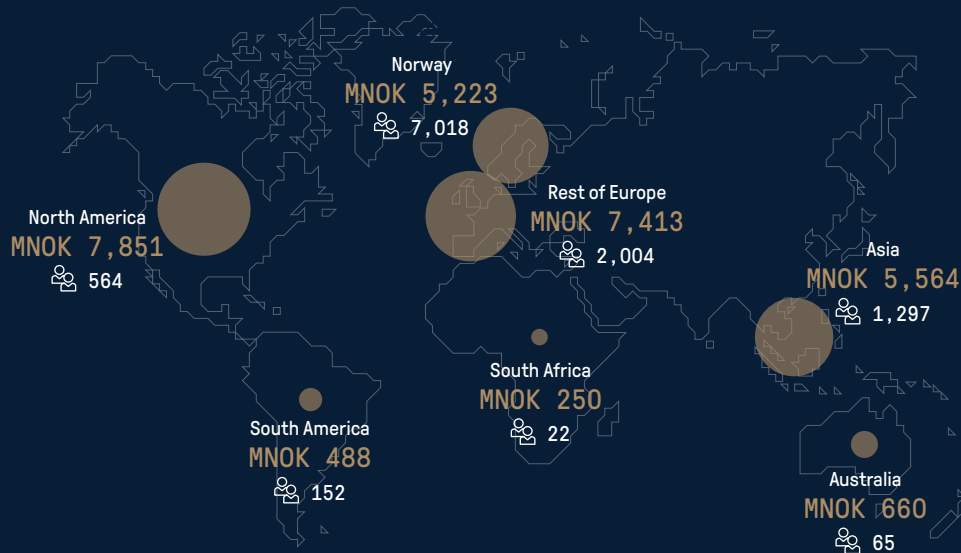 Norway
MNOK 5,223
7,018
North America
MNOK 7,851
564
Rest of Europe
MNOK 7,413
2,004
Asia
MNOK 5,564
1,297
South Africa
MNOK 250
22
South America
MNOK 488
152
Australia
MNOK 660
65